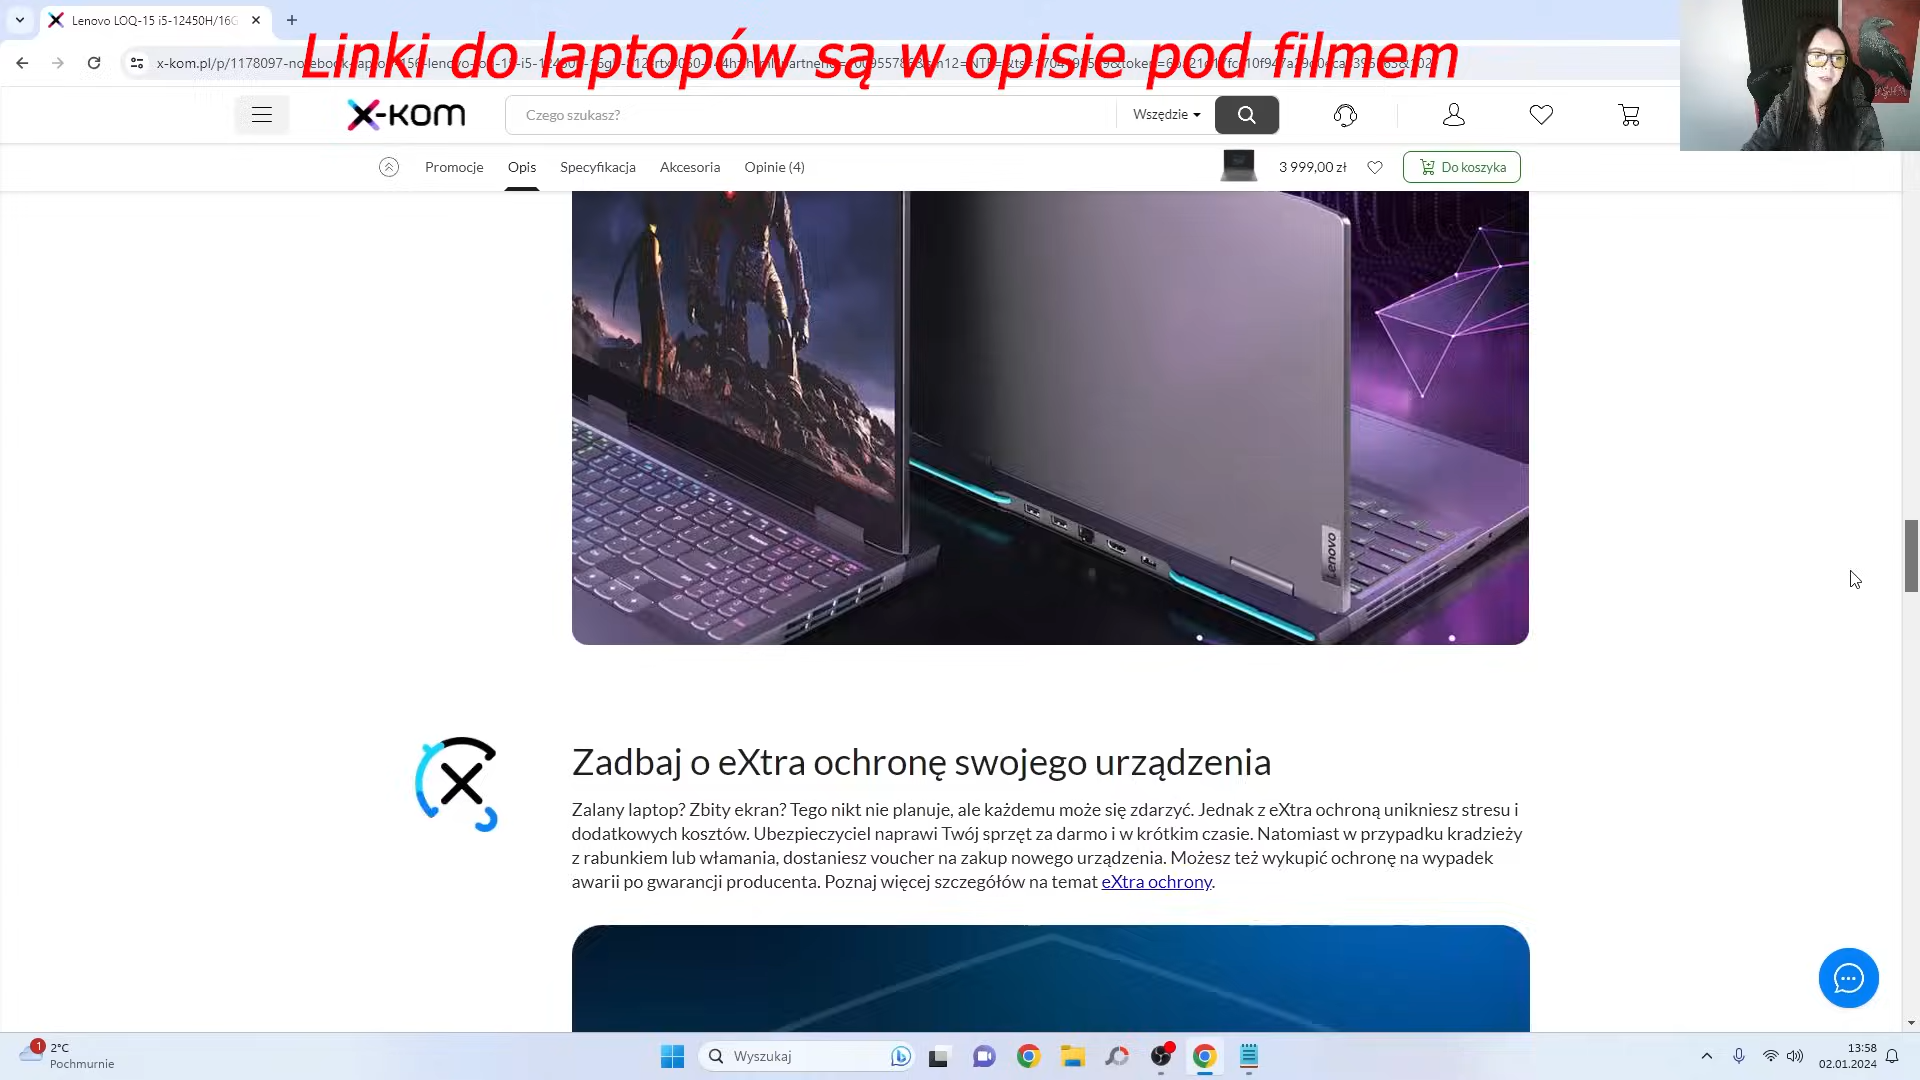 Lenovo LOQ-15 i5-12450H/16G
Linki do laptopów są w opisie pod filmem
X-KOM
Czego szukasz?
Wszędzie
Promocje
Opis
Specyfikacja
Akcesoria
Opinie (4)
3 999,00 zł
Do koszyka
Lenovo
Zadbaj o eXtra ochronę swojego urządzenia
Zalany laptop? Zbity ekran? Tego nikt nie planuje, ale każdemu może się zdarzyć. Jednak z eXtra ochroną unikniesz stresu i
dodatkowych kosztów. Ubezpieczyciel naprawi Twój sprzęt za darmo i w krótkim czasie. Natomiast w przypadku kradzieży
z rabunkiem lub włamania, dostaniesz voucher na zakup nowego urządzenia. Możesz też wykupić ochronę na wypadek
awarii po gwarancji producenta. Poznaj więcej szczegółów na temat eXtra ochrony.
1
2°C
Pochmurnie
Wyszukaj
13:58
02.01.2024